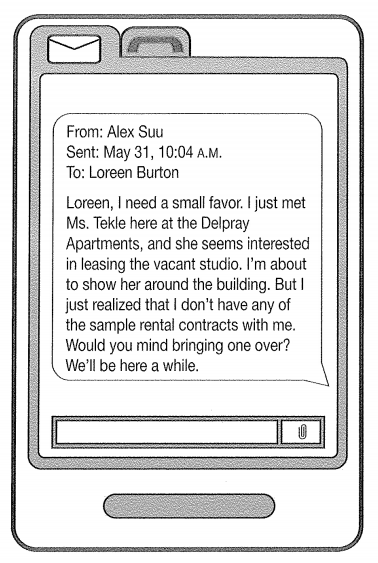 From: Alex Suu
Sent: May 31, 10:04 A.M.
To: Loreen Burton
Loreen, I need a small favor. I just met
Ms. Tekle here at the Delpray
Apartments, and she seems interested
in leasing the vacant studio. I'm about
to show her around the building. But I
just realized that I don't have any of
the sample rental contracts with me.
Would you mind bringing one over?
We'll be here a while.